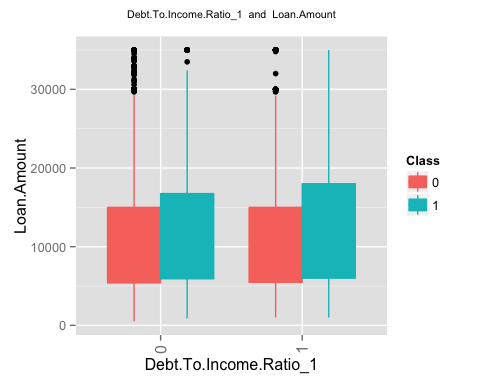 Debt.To.Income.Ratio_1 and Loan.Amount
Loan.Amount
30000
20000
10000
0
0
1
Debt.To.Income.Ratio_1
Class
0
1